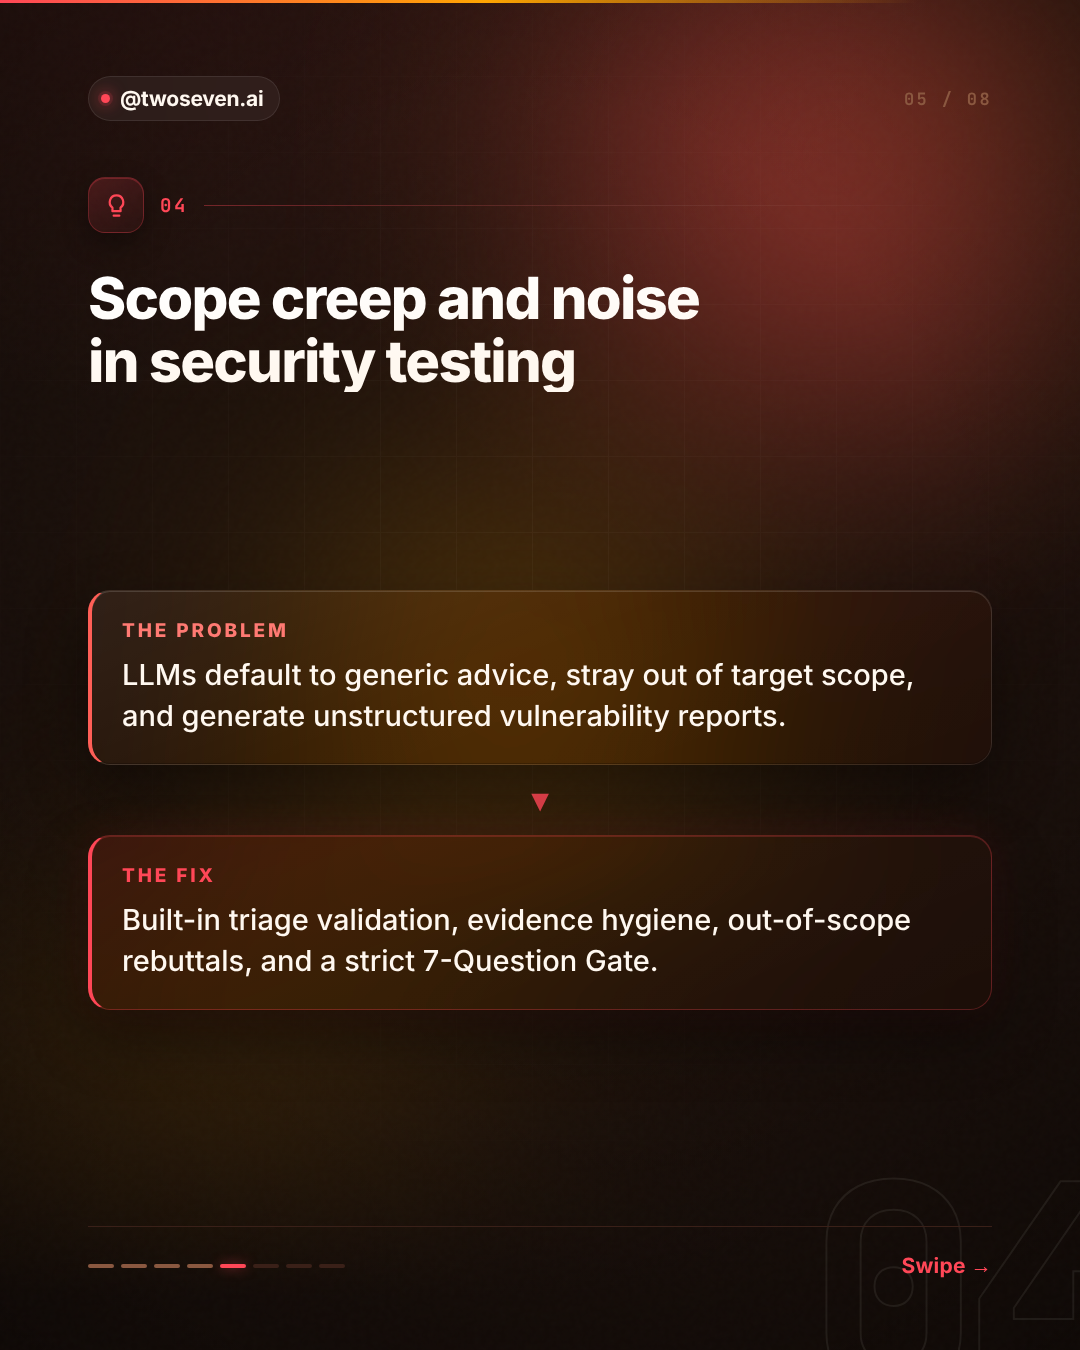 @twoseven.ai
05 / 08
04
Scope creep and noise
in security testing
THE PROBLEM
LLMs default to generic advice, stray out of target scope,
and generate unstructured vulnerability reports.
▼
THE FIX
Built-in triage validation, evidence hygiene, out-of-scope
rebuttals, and a strict 7-Question Gate.
04
Swipe →